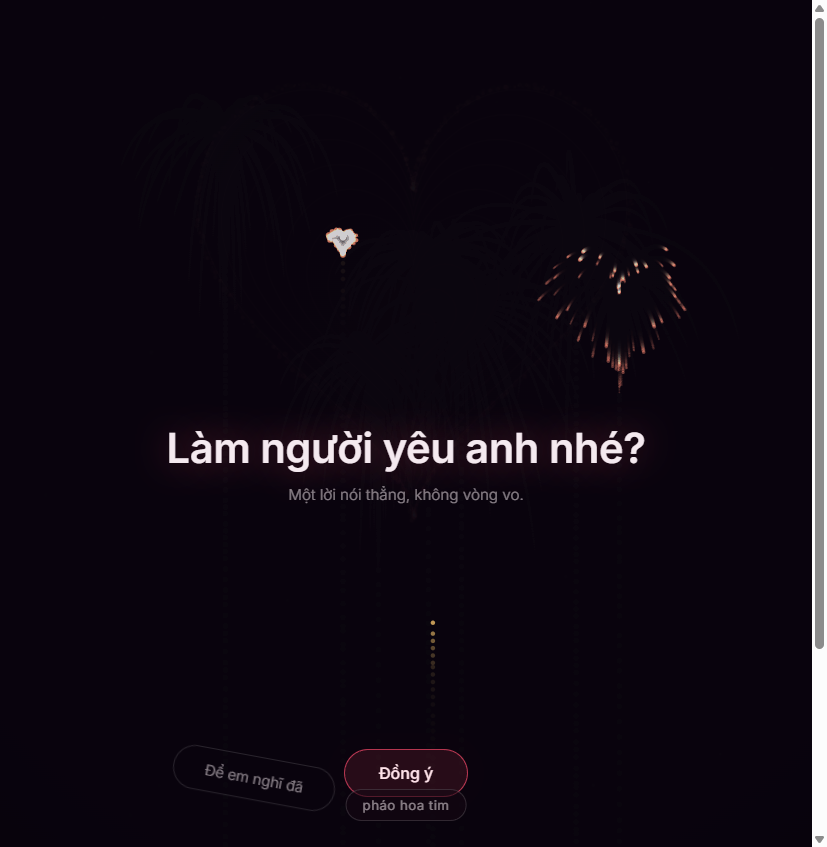 Làm người yêu anh nhé?
Một lời nói thẳng, không vòng vo.
Để em nghĩ đã
Đồng ý
pháo hoa tim